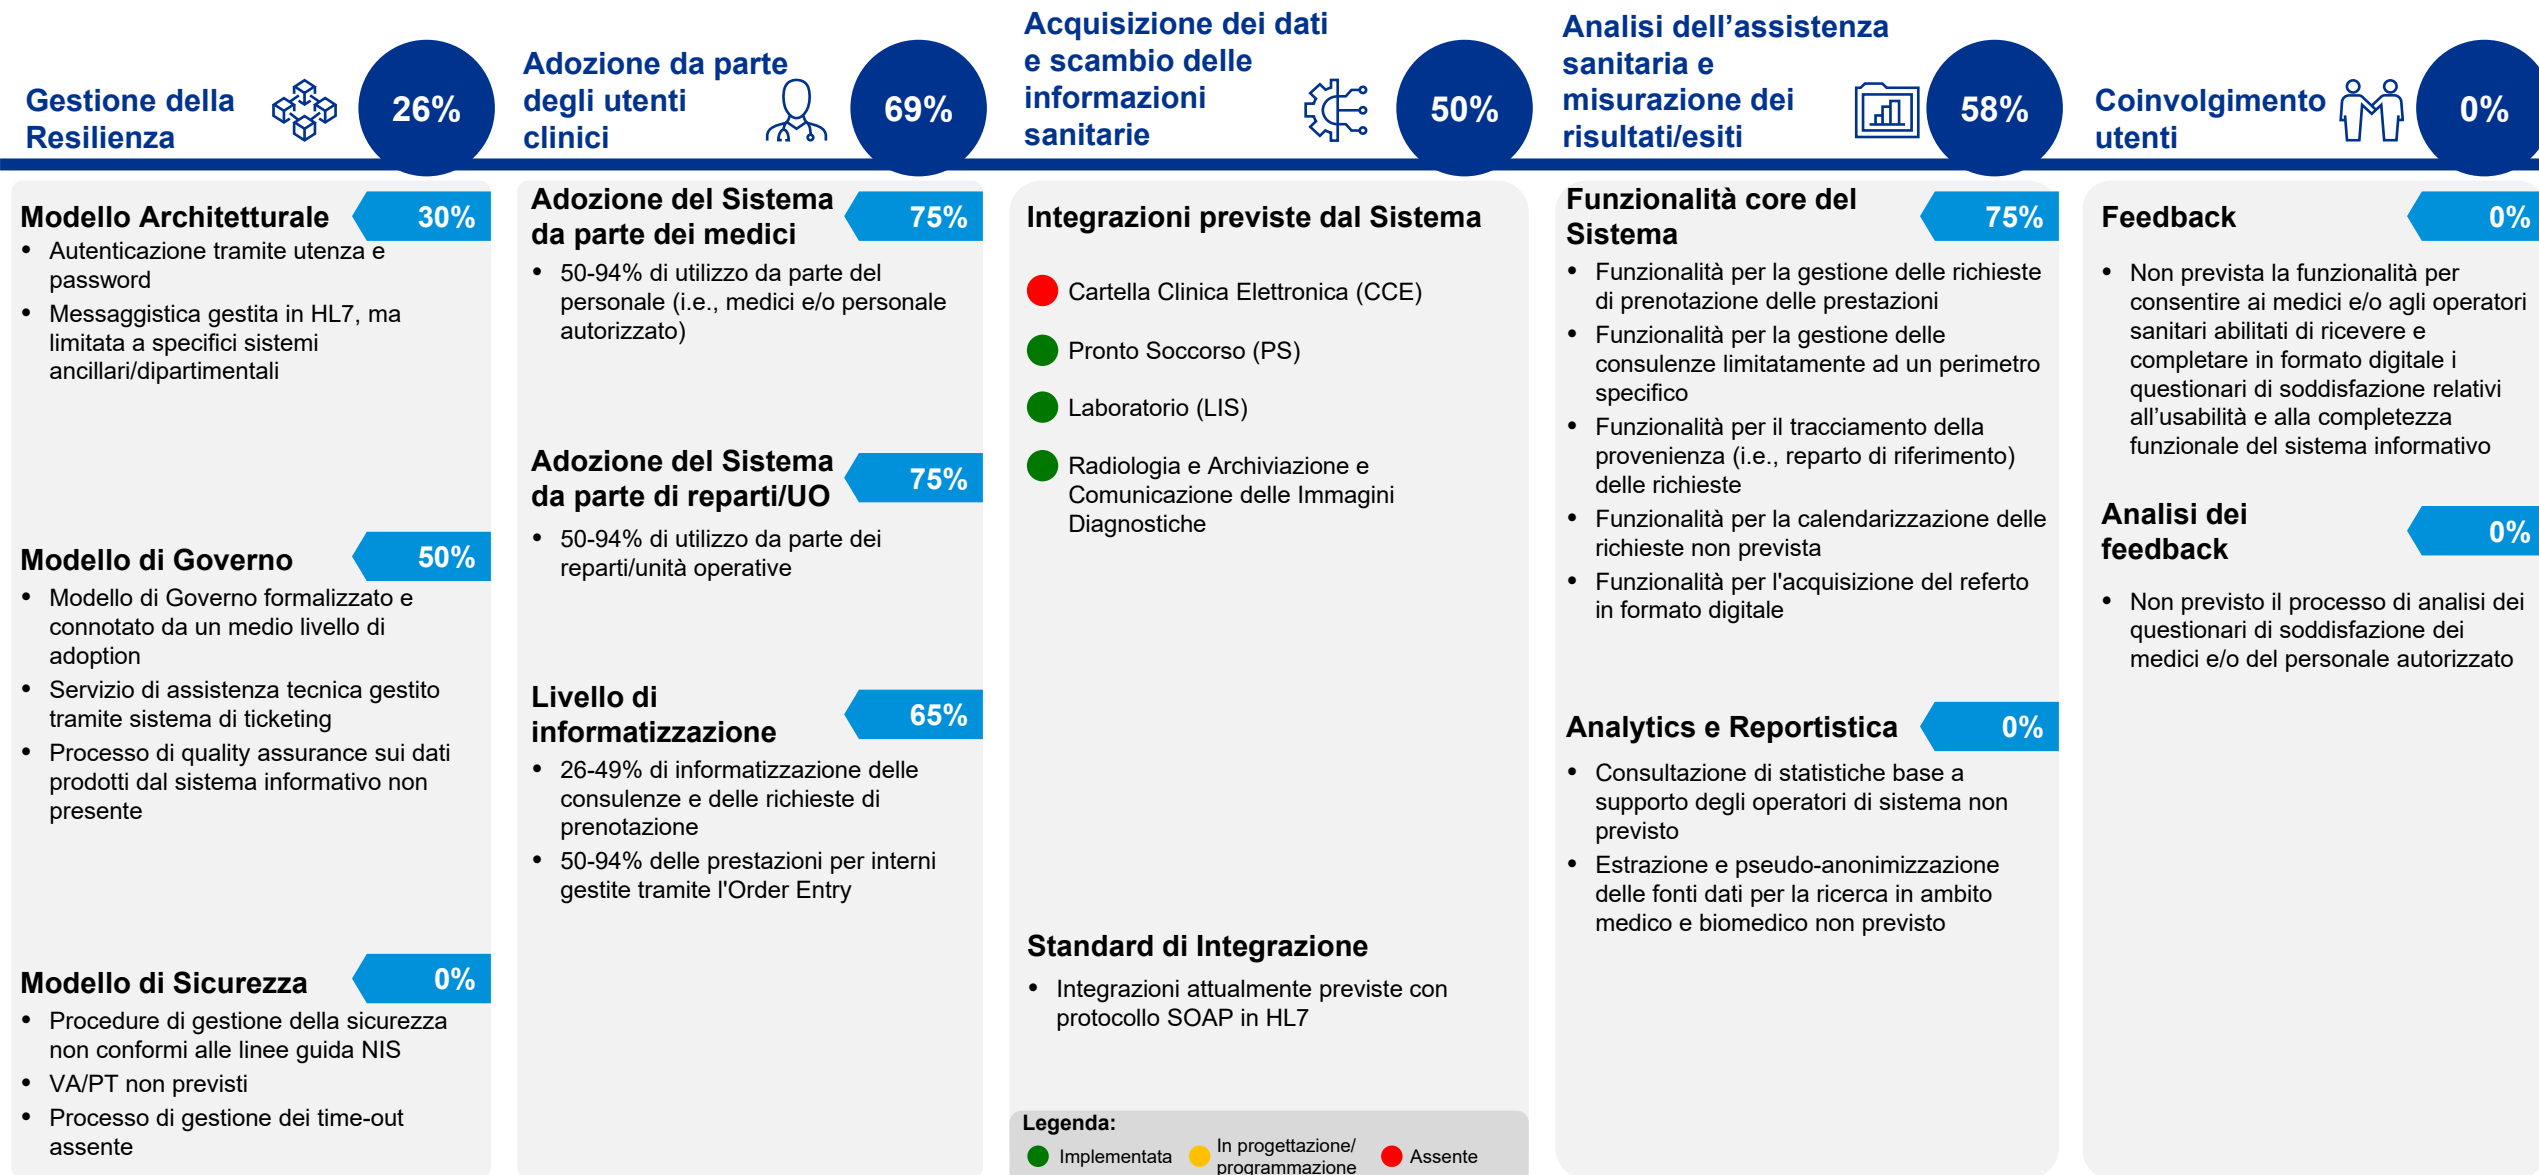 Gestione della
Resilienza
26%
Adozione da parte
degli utenti
clinici
69%
Acquisizione dei dati
e scambio delle
informazioni
sanitarie
50%
Analisi dell’assistenza
sanitaria e
misurazione dei
risultati/esiti
58%
Coinvolgimento
utenti
0%
Modello Architetturale
30%
• Autenticazione tramite utenza e
password
• Messaggistica gestita in HL7, ma
limitata a specifici sistemi
ancillari/dipartimentali
Modello di Governo
50%
• Modello di Governo formalizzato e
connotato da un medio livello di
adoption
• Servizio di assistenza tecnica gestito
tramite sistema di ticketing
• Processo di quality assurance sui dati
prodotti dal sistema informativo non
presente
Modello di Sicurezza
0%
• Procedure di gestione della sicurezza
non conformi alle linee guida NIS
• VA/PT non previsti
• Processo di gestione dei time-out
assente
Adozione del Sistema
da parte dei medici
75%
• 50-94% di utilizzo da parte del
personale (i.e., medici e/o personale
autorizzato)
Adozione del Sistema
da parte di reparti/UO
75%
• 50-94% di utilizzo da parte dei
reparti/unità operative
Livello di
informatizzazione
65%
• 26-49% di informatizzazione delle
consulenze e delle richieste di
prenotazione
• 50-94% delle prestazioni per interni
gestite tramite l'Order Entry
Integrazioni previste dal Sistema
Cartella Clinica Elettronica (CCE)
Pronto Soccorso (PS)
Laboratorio (LIS)
Radiologia e Archiviazione e
Comunicazione delle Immagini
Diagnostiche
Standard di Integrazione
• Integrazioni attualmente previste con
protocollo SOAP in HL7
Legenda:
Implementata
In progettazione/
programmazione
Assente
Funzionalità core del
Sistema
75%
• Funzionalità per la gestione delle richieste
di prenotazione delle prestazioni
• Funzionalità per la gestione delle
consulenze limitatamente ad un perimetro
specifico
• Funzionalità per il tracciamento della
provenienza (i.e., reparto di riferimento)
delle richieste
• Funzionalità per la calendarizzazione delle
richieste non prevista
• Funzionalità per l'acquisizione del referto
in formato digitale
Analytics e Reportistica
0%
• Consultazione di statistiche base a
supporto degli operatori di sistema non
previsto
• Estrazione e pseudo-anonimizzazione
delle fonti dati per la ricerca in ambito
medico e biomedico non previsto
Feedback
0%
• Non prevista la funzionalità per
consentire ai medici e/o agli operatori
sanitari abilitati di ricevere e
completare in formato digitale i
questionari di soddisfazione relativi
all’usabilità e alla completezza
funzionale del sistema informativo
Analisi dei
feedback
0%
• Non previsto il processo di analisi dei
questionari di soddisfazione dei
medici e/o del personale autorizzato